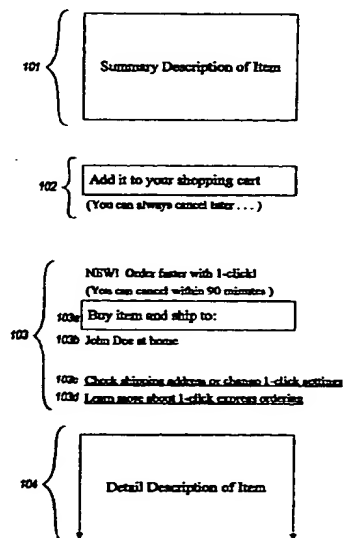 101 Summary Description of Item
102 Add it to your shopping cart
(You can always cancel later . . . )
NEW! Order faster with 1-click!
(You can cancel within 90 minutes )
103a Buy item and ship to:
103
103b John Doe at home
103c Check shipping address or change 1-click settings
103d Learn more about 1-click express ordering
104 Detail Description of Item